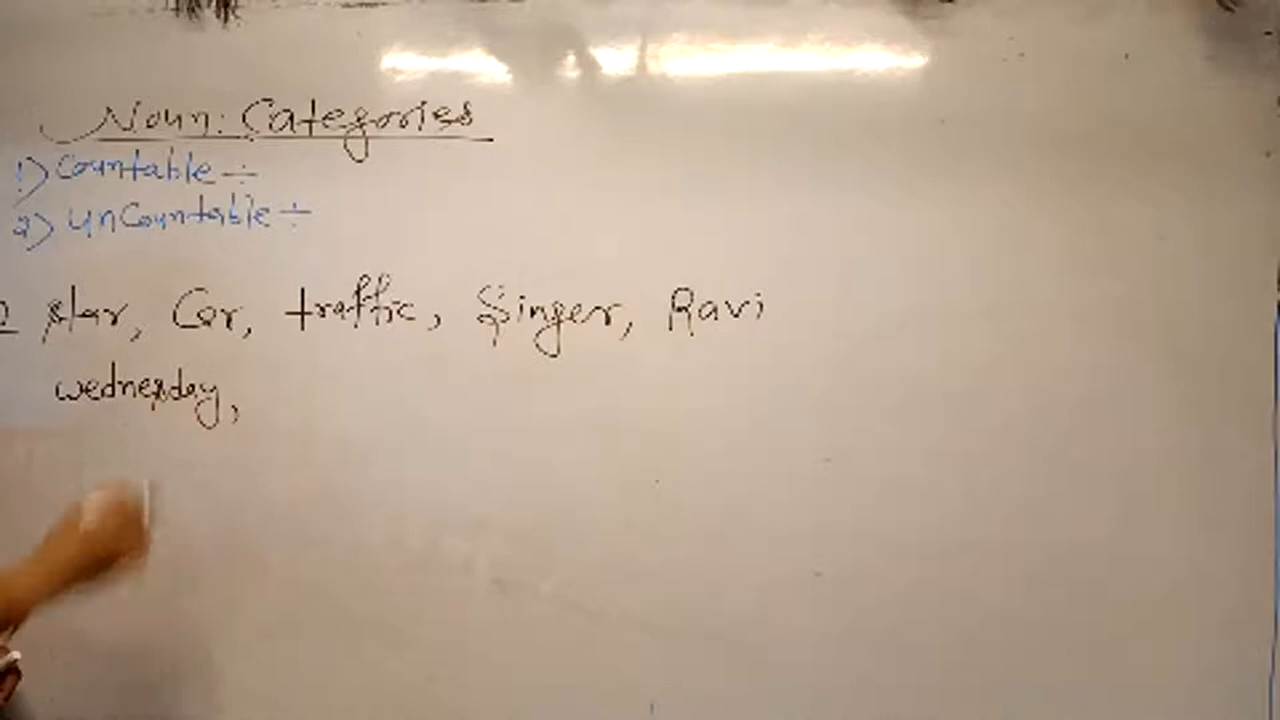 Noun: Categories
1) Countable ÷
2) unCountable ÷
star, Car, traffic, Singer, Ravi
wednesday,